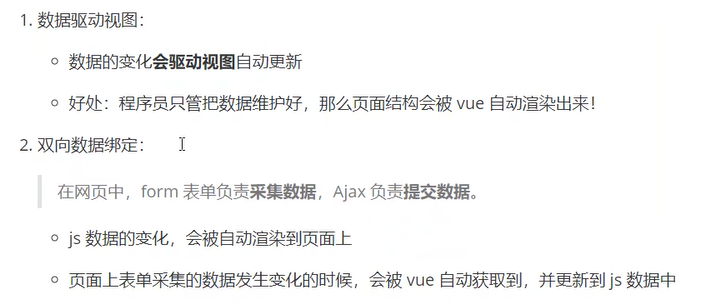 1. 数据驱动视图：
数据的变化会驱动视图自动更新
好处：程序员只管把数据维护好，那么页面结构会被 vue 自动渲染出来！
2. 双向数据绑定：
在网页中，form 表单负责采集数据，Ajax 负责提交数据。
js 数据的变化，会被自动渲染到页面上
页面上表单采集的数据发生变化的时候，会被 vue 自动获取到，并更新到 js 数据中